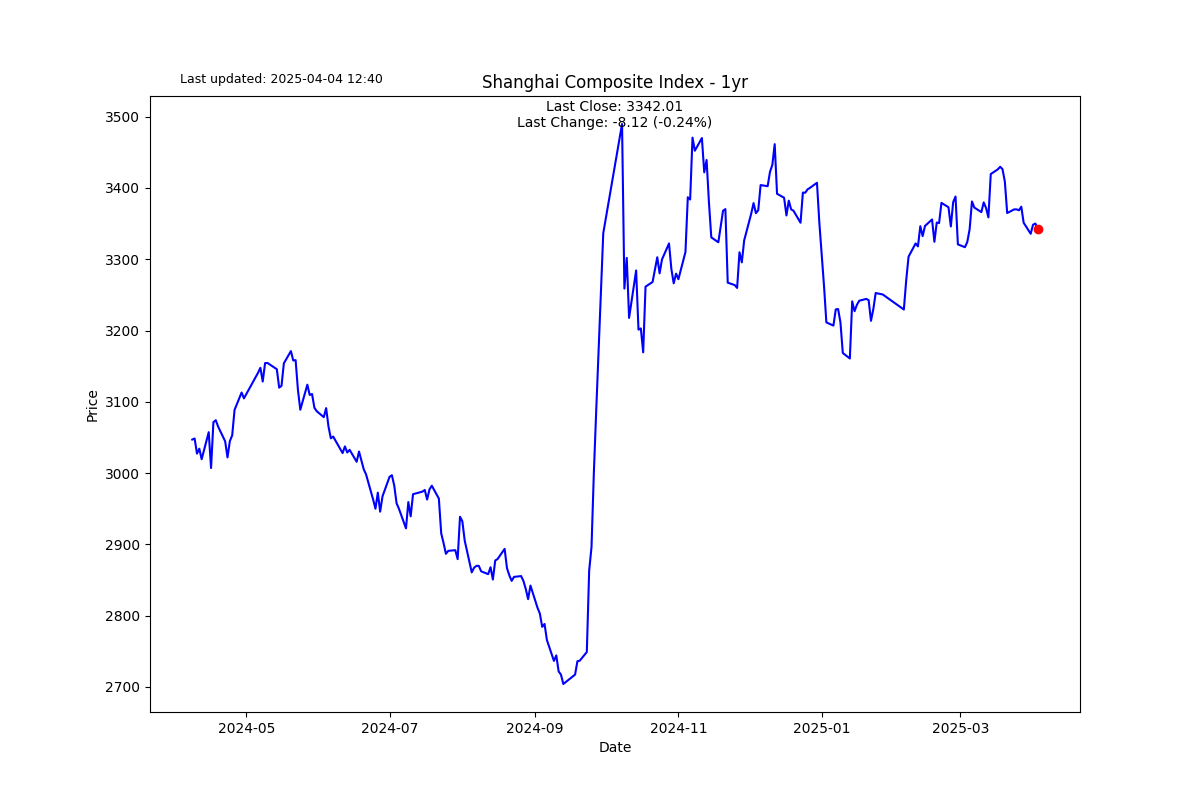 Last updated: 2025-04-04 12:40
Shanghai Composite Index - 1yr
Last Close: 3342.01
Last Change: -8.12 (-0.24%)
3500
3400
3300
3200
3100
3000
2900
2800
2700
Price
2024-05
2024-07
2024-09
2024-11
2025-01
2025-03
Date